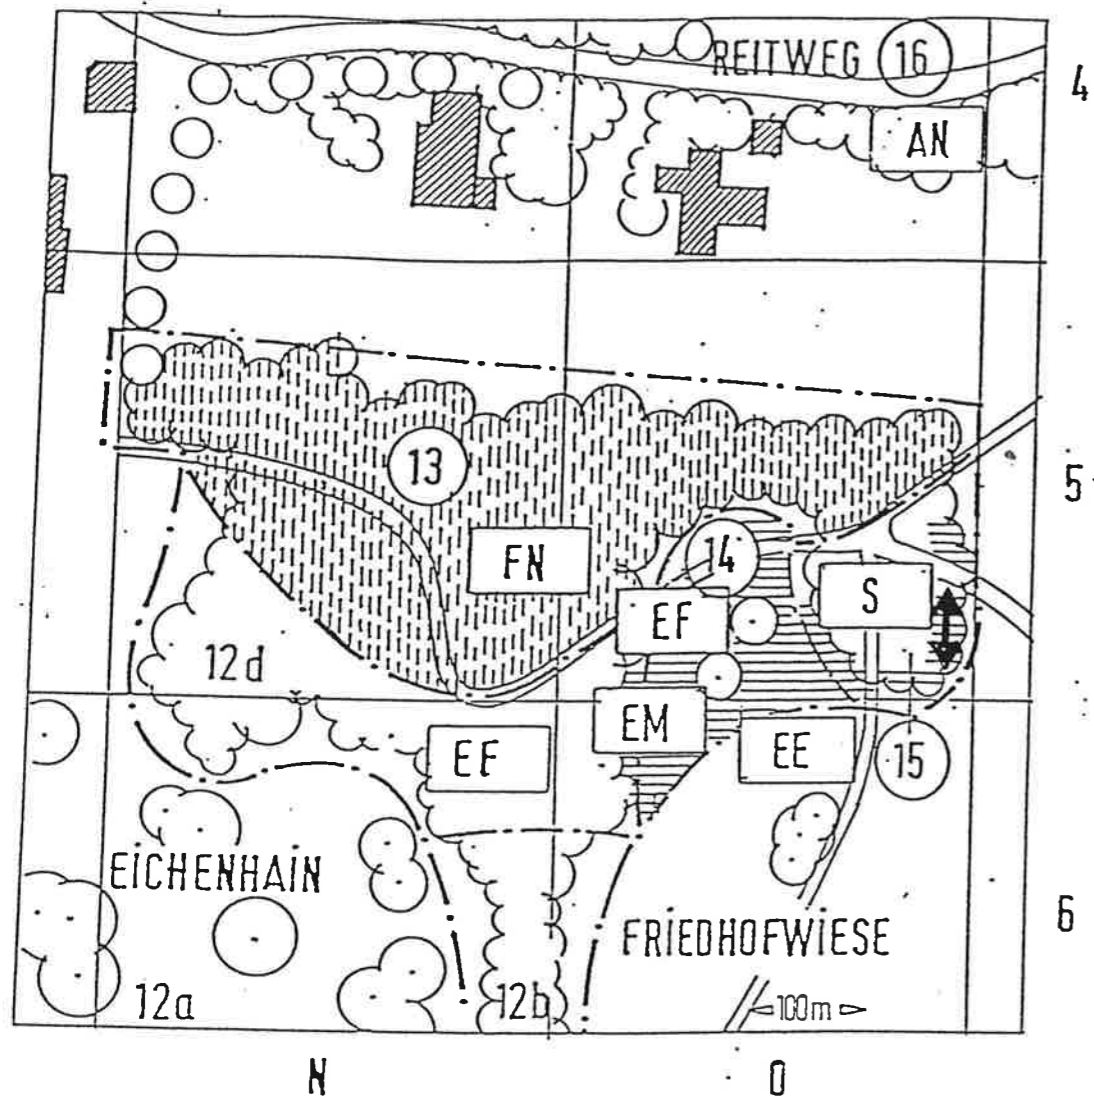 REITWEG 16
4
AN
13
5
FN
14
S
EF
12d
EM
EF
EE
15
EICHENHAIN
FRIEDHOFWIESE
6
12a
12b
100m
N
O